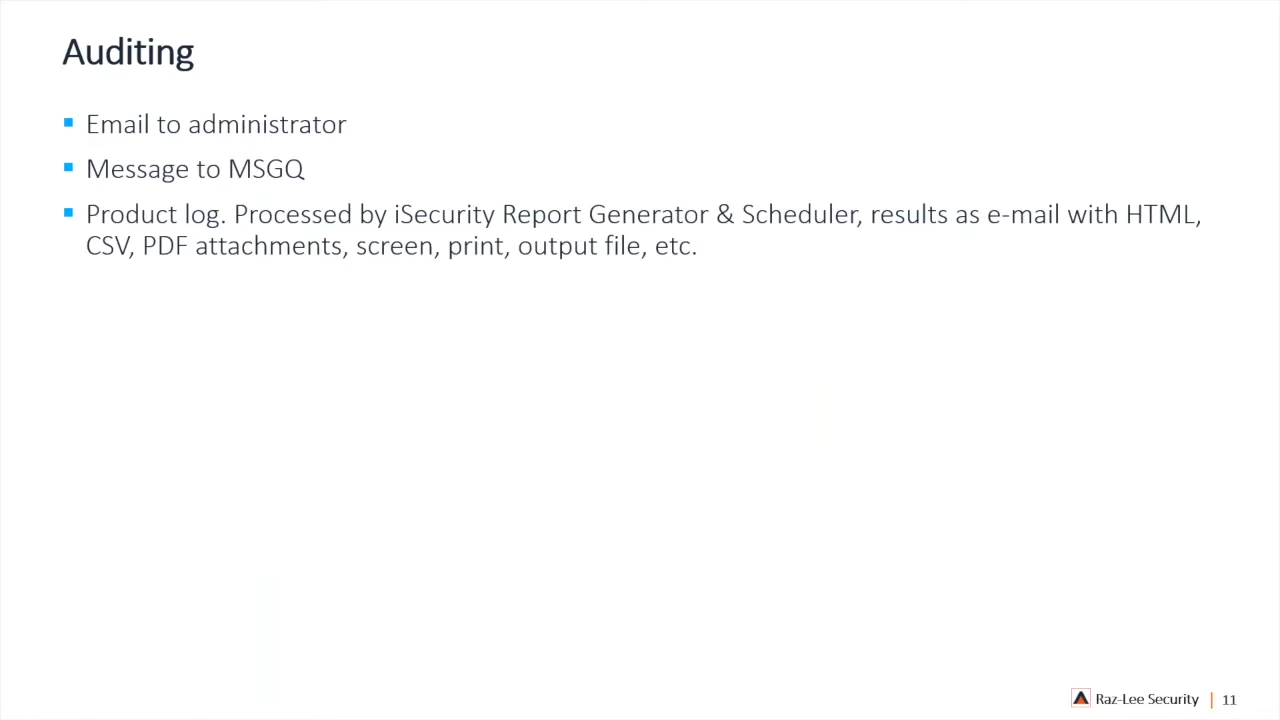 Auditing
Email to administrator
Message to MSGQ
Product log. Processed by iSecurity Report Generator & Scheduler, results as e-mail with HTML,
CSV, PDF attachments, screen, print, output file, etc.
Raz-Lee Security | 11